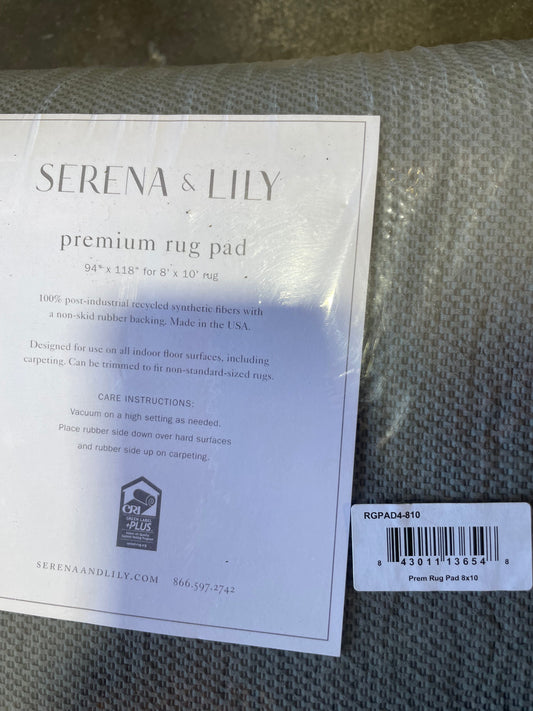 SERENA & LILY
premium rug pad
94" x 118" for 8' x 10' rug
100% post-industrial recycled synthetic fibers with
a non-skid rubber backing. Made in the USA.
Designed for use on all indoor floor surfaces, including
carpeting. Can be trimmed to fit non-standard-sized rugs.
CARE INSTRUCTIONS:
Vacuum on a high setting as needed.
Place rubber side down over hard surfaces
and rubber side up on carpeting.
CRI
GREEN LABEL
PLUS
SERENAANDLILY.COM 866.597.2742
RGPAD4-810
8 43011 13654 8
Prem Rug Pad 8x10